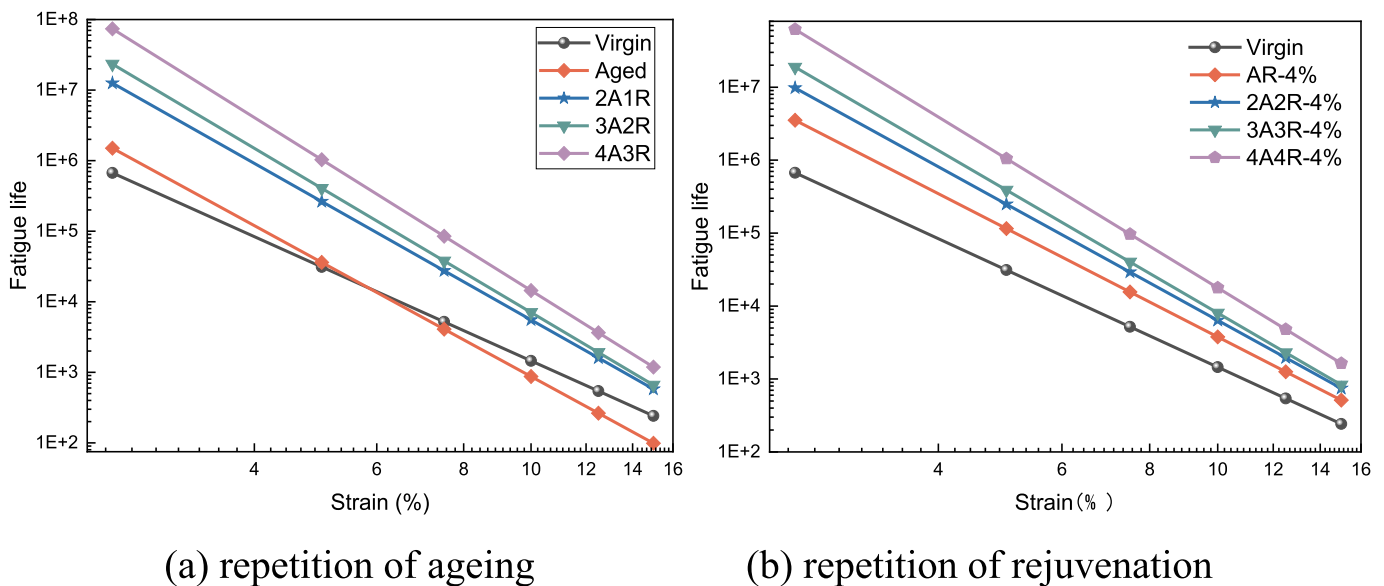 1E+8
1E+7
1E+6
1E+5
1E+4
1E+3
1E+2
Fatigue life
4
6
8
10
12
14
16
Strain (%)
Virgin
Aged
2A1R
3A2R
4A3R
(a) repetition of ageing
1E+7
1E+6
1E+5
1E+4
1E+3
1E+2
Fatigue life
4
6
8
10
12
14
16
Strain(% )
Virgin
AR-4%
2A2R-4%
3A3R-4%
4A4R-4%
(b) repetition of rejuvenation